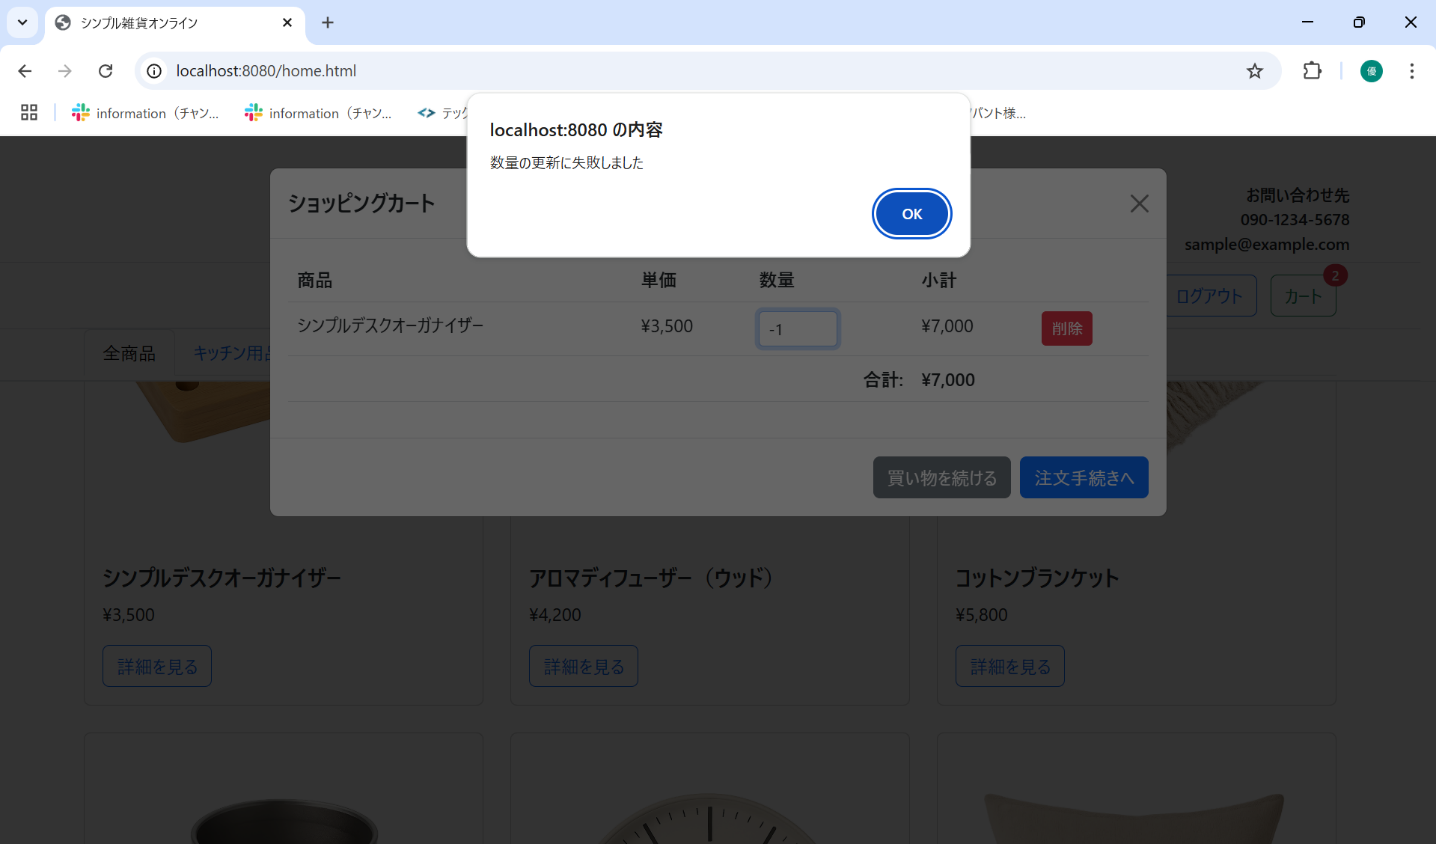 シンプル雑貨オンライン
localhost:8080/home.html
優
information（チャン...
information（チャン...
テッ
バント様...
localhost:8080 の内容
数量の更新に失敗しました
OK
ショッピングカート
お問い合わせ先
090-1234-5678
sample@example.com
商品 単価 数量 小計
ログアウト カート 2
シンプルデスクオーガナイザー ¥3,500 -1 ¥7,000 削除
全商品 キッチン用品
合計: ¥7,000
買い物を続ける 注文手続きへ
シンプルデスクオーガナイザー
¥3,500
詳細を見る
アロマディフューザー（ウッド）
¥4,200
詳細を見る
コットンブランケット
¥5,800
詳細を見る